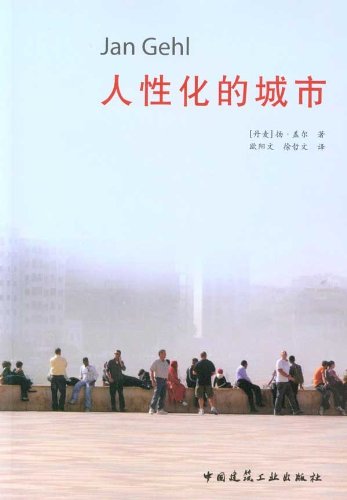 Jan Gehl
人性化的城市
[丹麦]扬·盖尔 著
欧阳文 徐哲文 译
中国建筑工业出版社